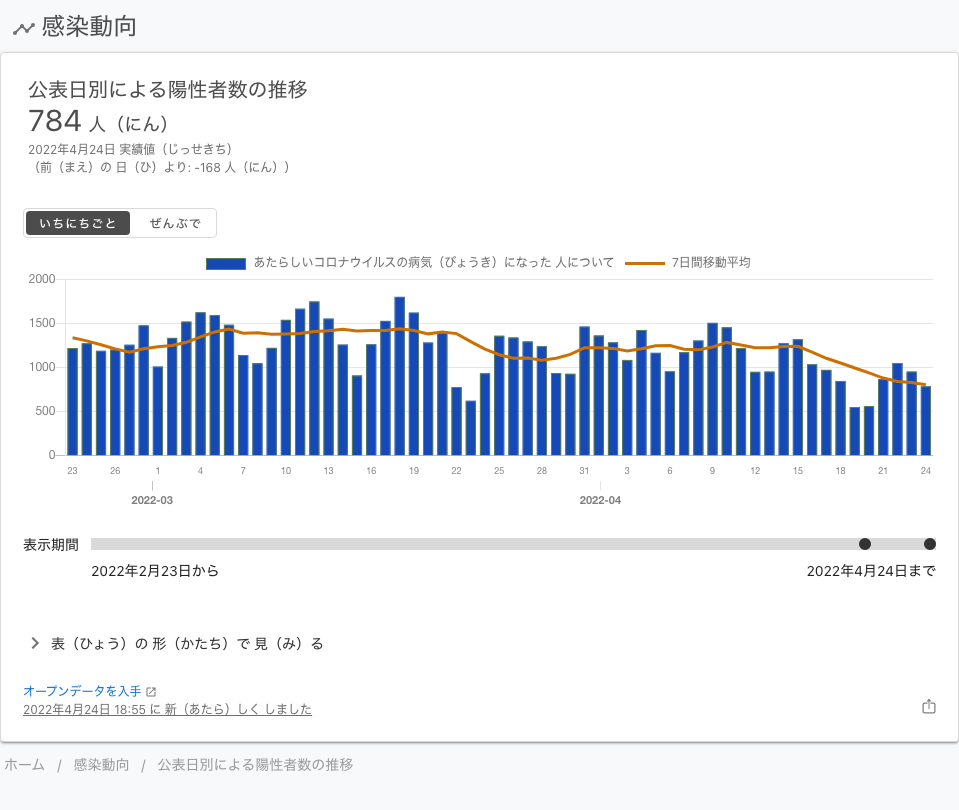 感染動向
公表日別による陽性者数の推移
784 人（にん）
2022年4月24日 実績値（じっせきち）
（前（まえ）の 日（ひ）より: -168 人（にん））
いちにちごと ぜんぶで
あたらしいコロナウイルスの病気（びょうき）になった 人について 7日間移動平均
2000
1500
1000
500
0
23 26 1 4 7 10 13 16 19 22 25 28 31 3 6 9 12 15 18 21 24
2022-03 2022-04
表示期間
2022年2月23日から 2022年4月24日まで
表（ひょう）の 形（かたち）で 見（み）る
オープンデータを入手
2022年4月24日 18:55 に 新（あたら）しく しました
ホーム / 感染動向 / 公表日別による陽性者数の推移